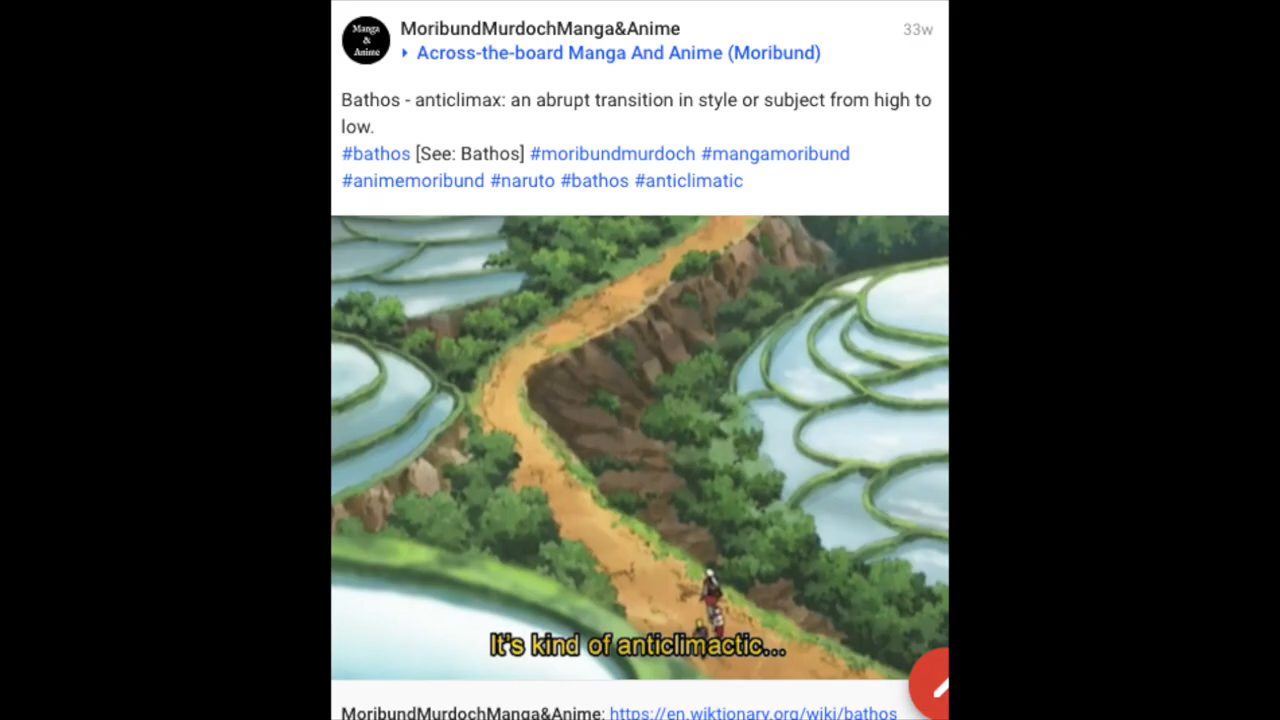 Manga
&
Anime
MoribundMurdochManga&Anime
33w
Across-the-board Manga And Anime (Moribund)
Bathos - anticlimax: an abrupt transition in style or subject from high to
low.
#bathos [See: Bathos] #moribundmurdoch #mangamoribund
#animemoribund #naruto #bathos #anticlimatic
It's kind of anticlimactic...
MoribundMurdochManga&Anime: https://en.wiktionary.org/wiki/bathos